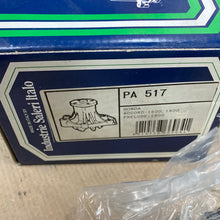 Industrie Saleri Italo
PA 517
HONDA
ACCORD-1600, 1800
PRELUDE-1800